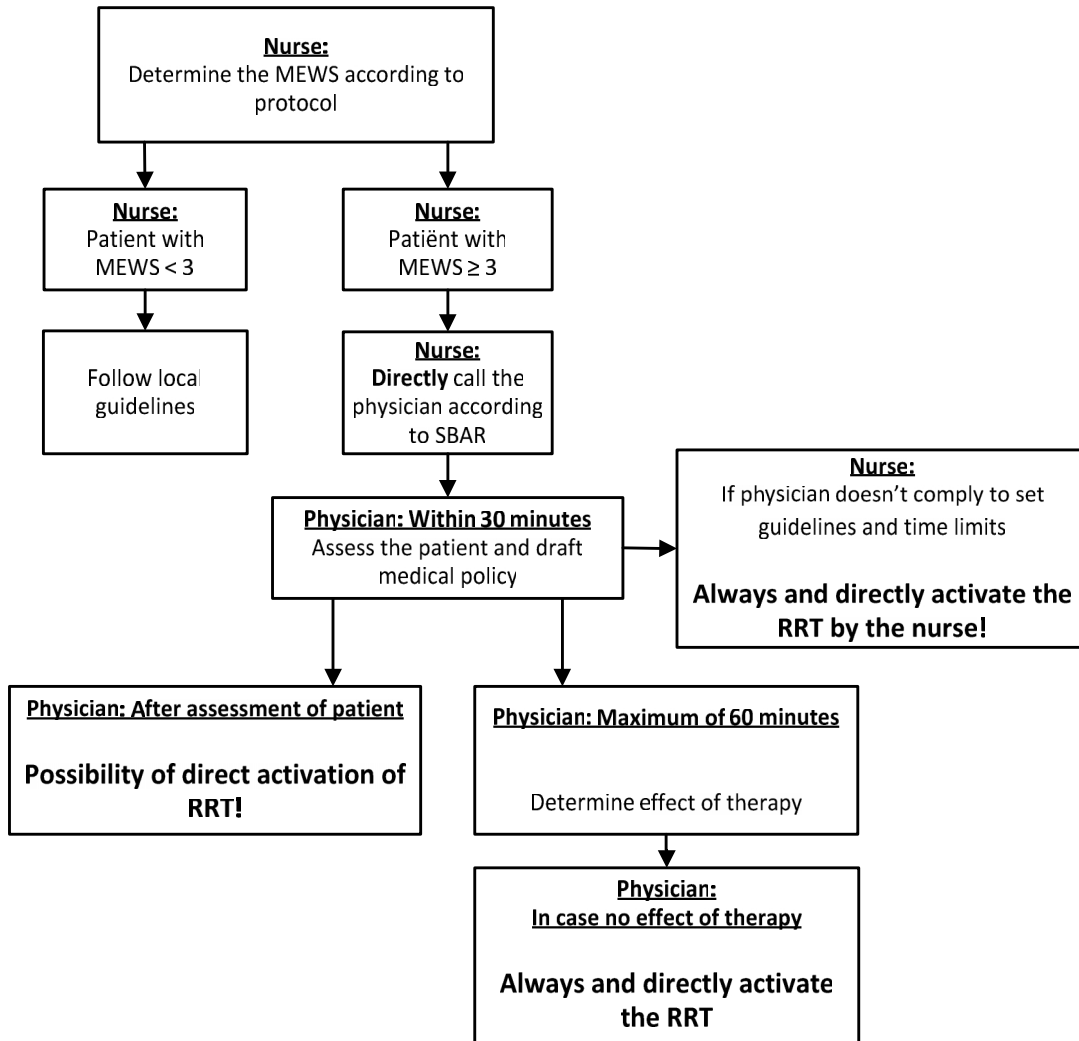 Nurse:
Determine the MEWS according to
protocol
Nurse:
Patient with
MEWS < 3
Nurse:
Patiënt with
MEWS ≥ 3
Follow local
guidelines
Nurse:
Directly call the
physician according
to SBAR
Physician: Within 30 minutes
Assess the patient and draft
medical policy
Nurse:
If physician doesn’t comply to set
guidelines and time limits
Always and directly activate the
RRT by the nurse!
Physician: After assessment of patient
Possibility of direct activation of
RRT!
Physician: Maximum of 60 minutes
Determine effect of therapy
Physician:
In case no effect of therapy
Always and directly activate
the RRT